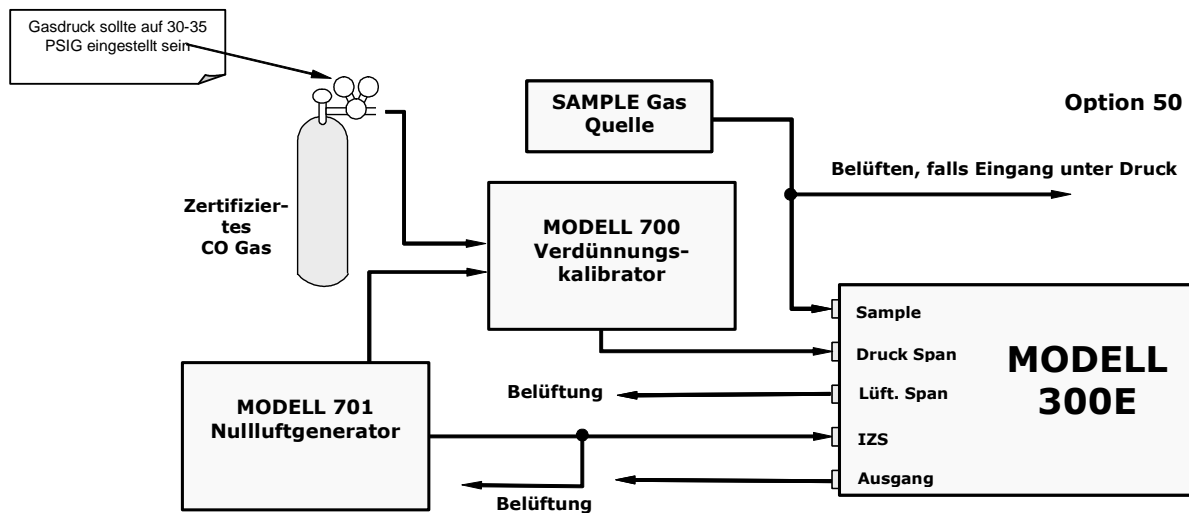 Gasdruck sollte auf 30-35
PSIG eingestellt sein
SAMPLE Gas
Quelle
Option 50
Belüften, falls Eingang unter Druck
Zertifizier-
tes
CO Gas
MODELL 700
Verdünnungs-
kalibrator
MODELL 701
Nullluftgenerator
Belüftung
Belüftung
Sample
Druck Span
Lüft. Span
IZS
Ausgang
MODELL
300E